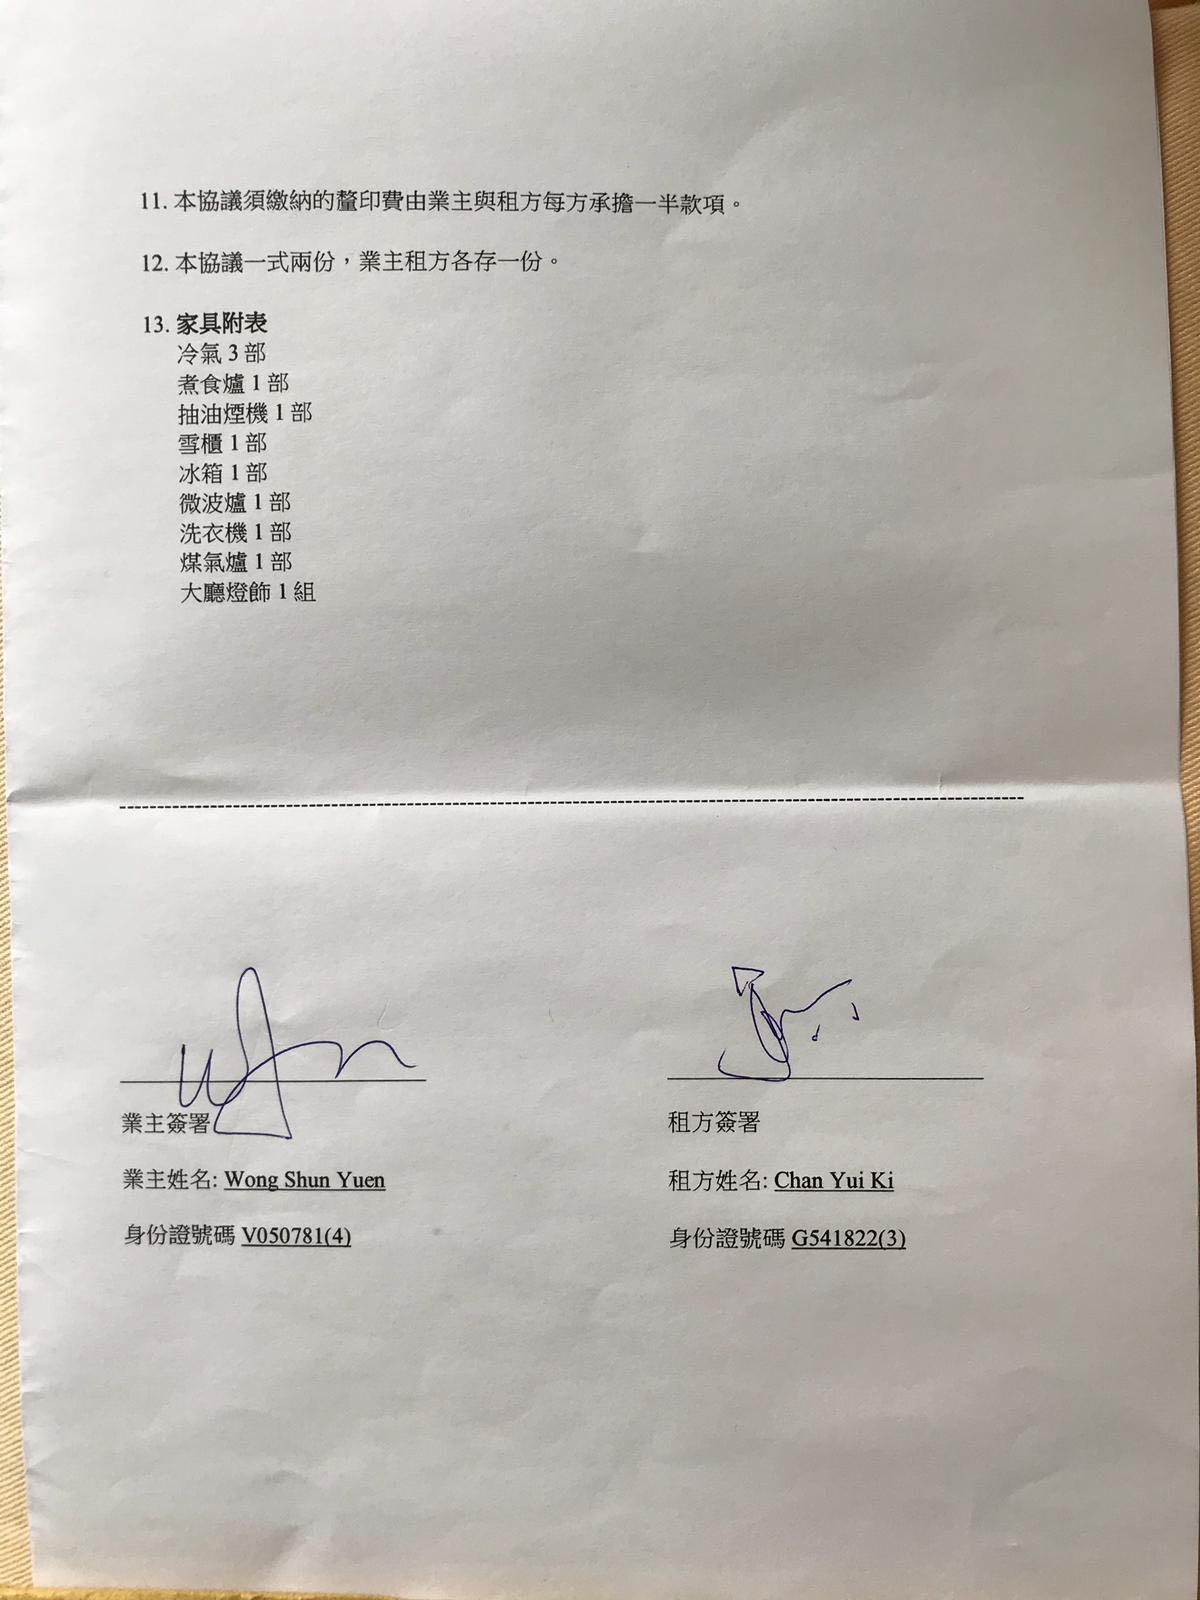 11. 本協議須繳納的釐印費由業主與租方每方承擔一半款項。
12. 本協議一式兩份，業主租方各存一份。
13. 家具附表
冷氣 3 部
煮食爐 1 部
抽油煙機 1 部
雪櫃 1 部
冰箱 1 部
微波爐 1 部
洗衣機 1 部
煤氣爐 1 部
大廳燈飾 1 組
業主簽署
租方簽署
業主姓名: Wong Shun Yuen
租方姓名: Chan Yui Ki
身份證號碼 V050781(4)
身份證號碼 G541822(3)